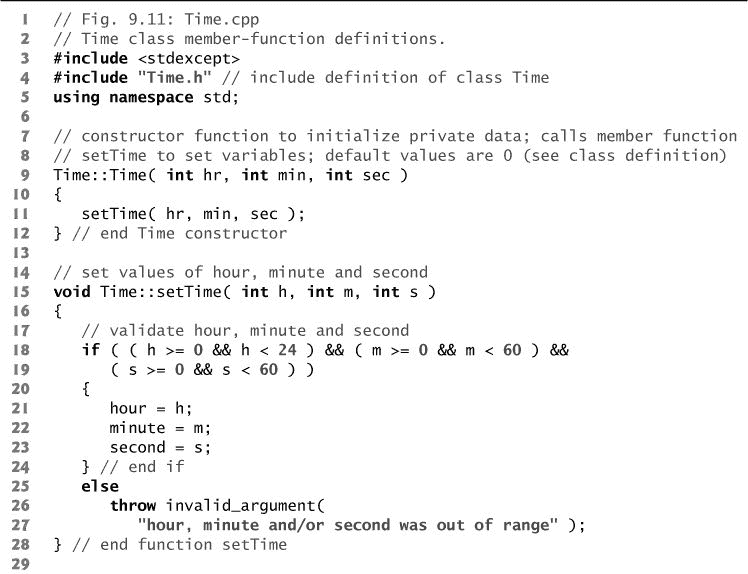 1 // Fig. 9.11: Time.cpp
2 // Time class member-function definitions.
3 #include <stdexcept>
4 #include "Time.h" // include definition of class Time
5 using namespace std;
6
7 // constructor function to initialize private data; calls member function
8 // setTime to set variables; default values are 0 (see class definition)
9 Time::Time( int hr, int min, int sec )
10 {
11    setTime( hr, min, sec );
12 } // end Time constructor
13
14 // set values of hour, minute and second
15 void Time::setTime( int h, int m, int s )
16 {
17    // validate hour, minute and second
18    if ( ( h >= 0 && h < 24 ) && ( m >= 0 && m < 60 ) &&
19       ( s >= 0 && s < 60 ) )
20    {
21       hour = h;
22       minute = m;
23       second = s;
24    } // end if
25    else
26       throw invalid_argument(
27          "hour, minute and/or second was out of range" );
28 } // end function setTime
29